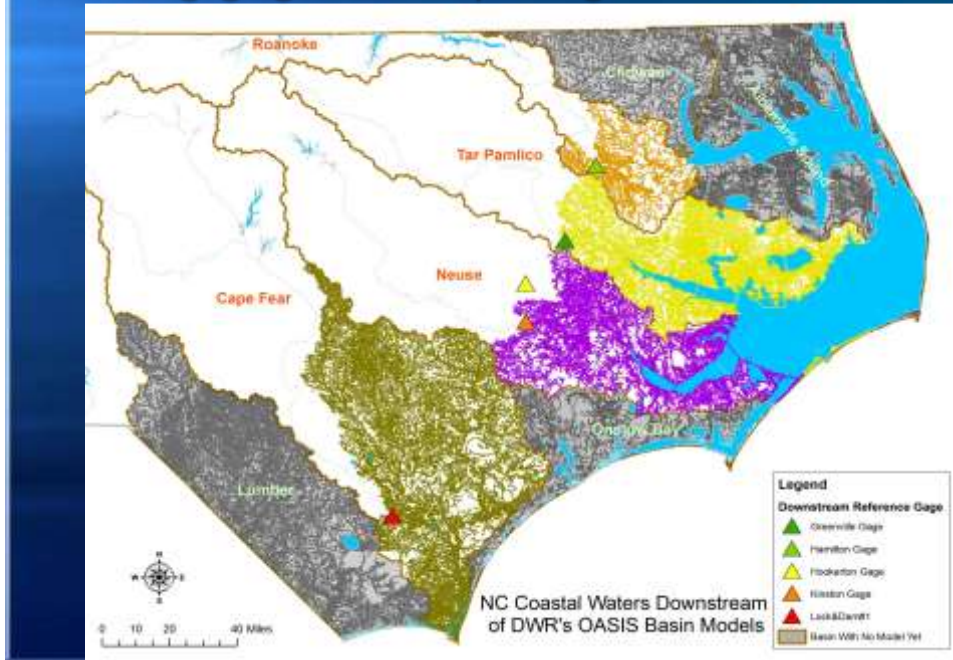 Roanoke
Chowan
Albemarle Sound
Tar Pamlico
Neuse
Cape Fear
Onslow Bay
Lumber
N
W
E
S
0 10 20 40 Miles
NC Coastal Waters Downstream
of DWR's OASIS Basin Models
Legend
Downstream Reference Gage
Greenville Gage
Hamilton Gage
Hookerton Gage
Kinston Gage
Lock&Dam#1
Basin With No Model Yet